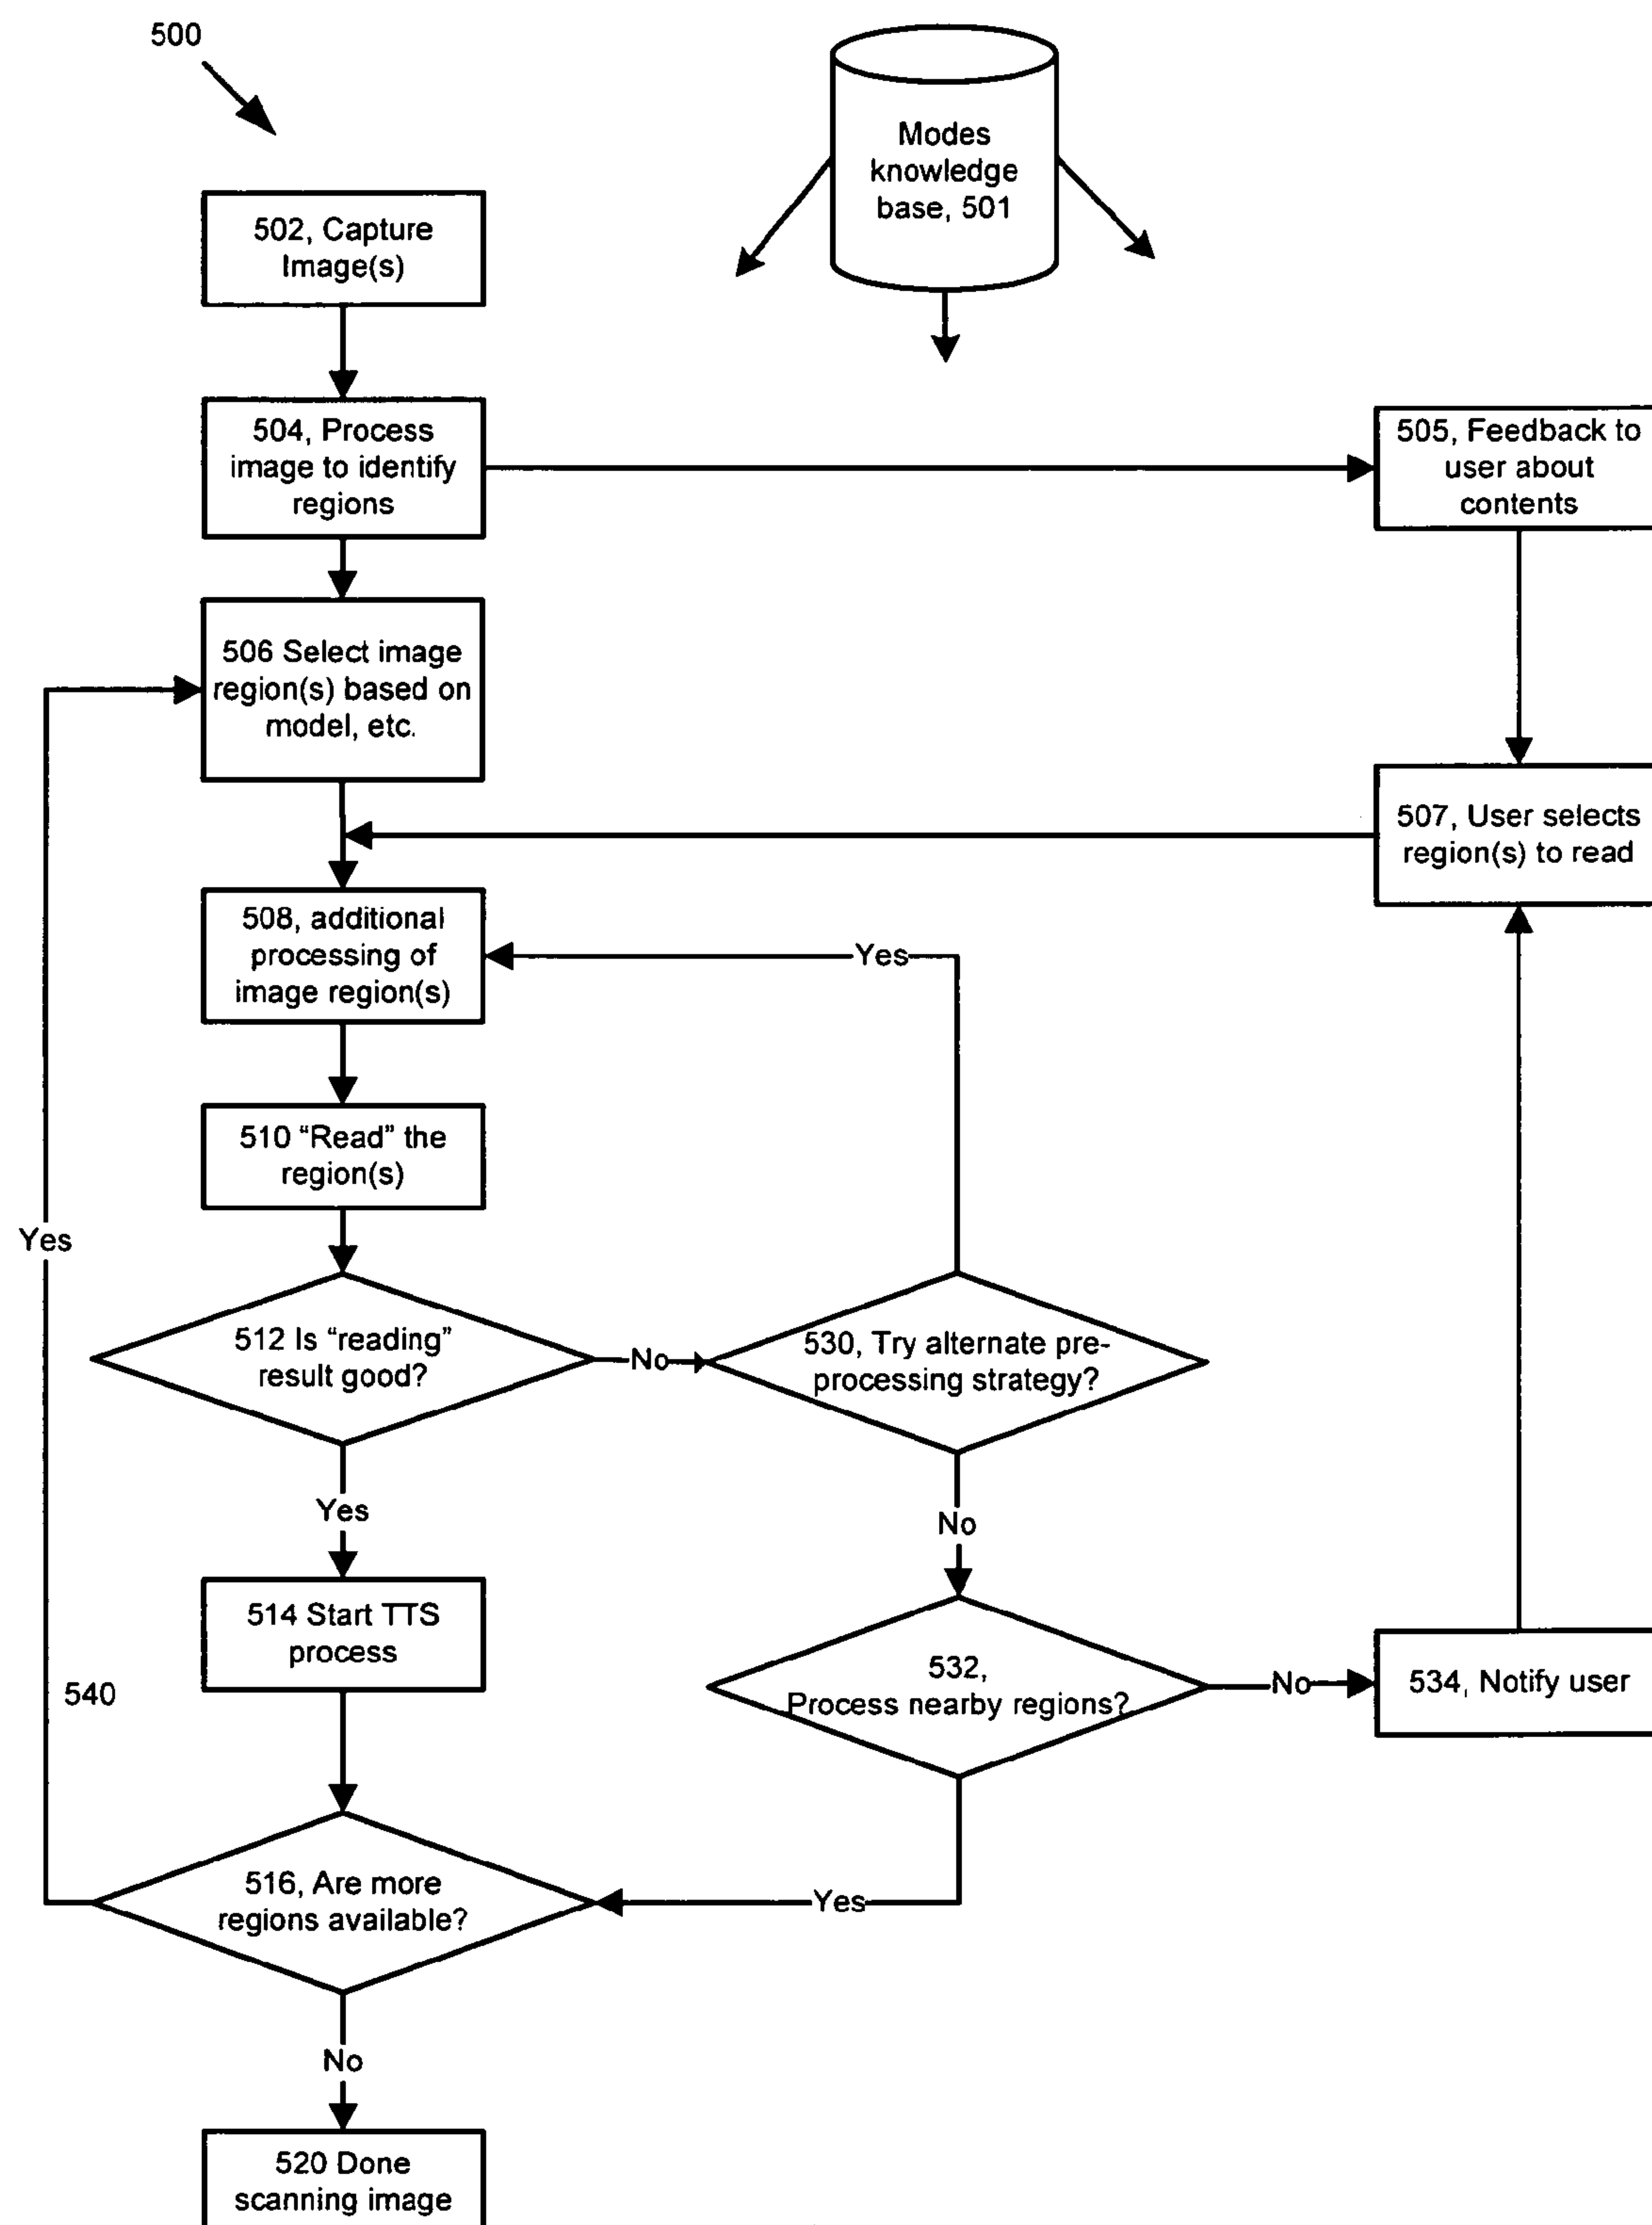 500
Modes
knowledge
base, 501
502, Capture
Image(s)
504, Process
image to identify
regions
505, Feedback to
user about
contents
506 Select image
region(s) based on
model, etc.
507, User selects
region(s) to read
508, additional
processing of
image region(s)
Yes
510 “Read” the
region(s)
Yes
512 Is “reading”
result good?
No
530, Try alternate pre-
processing strategy?
Yes
No
514 Start TTS
process
532,
Process nearby regions?
No
534, Notify user
540
516, Are more
regions available?
Yes
No
520 Done
scanning image